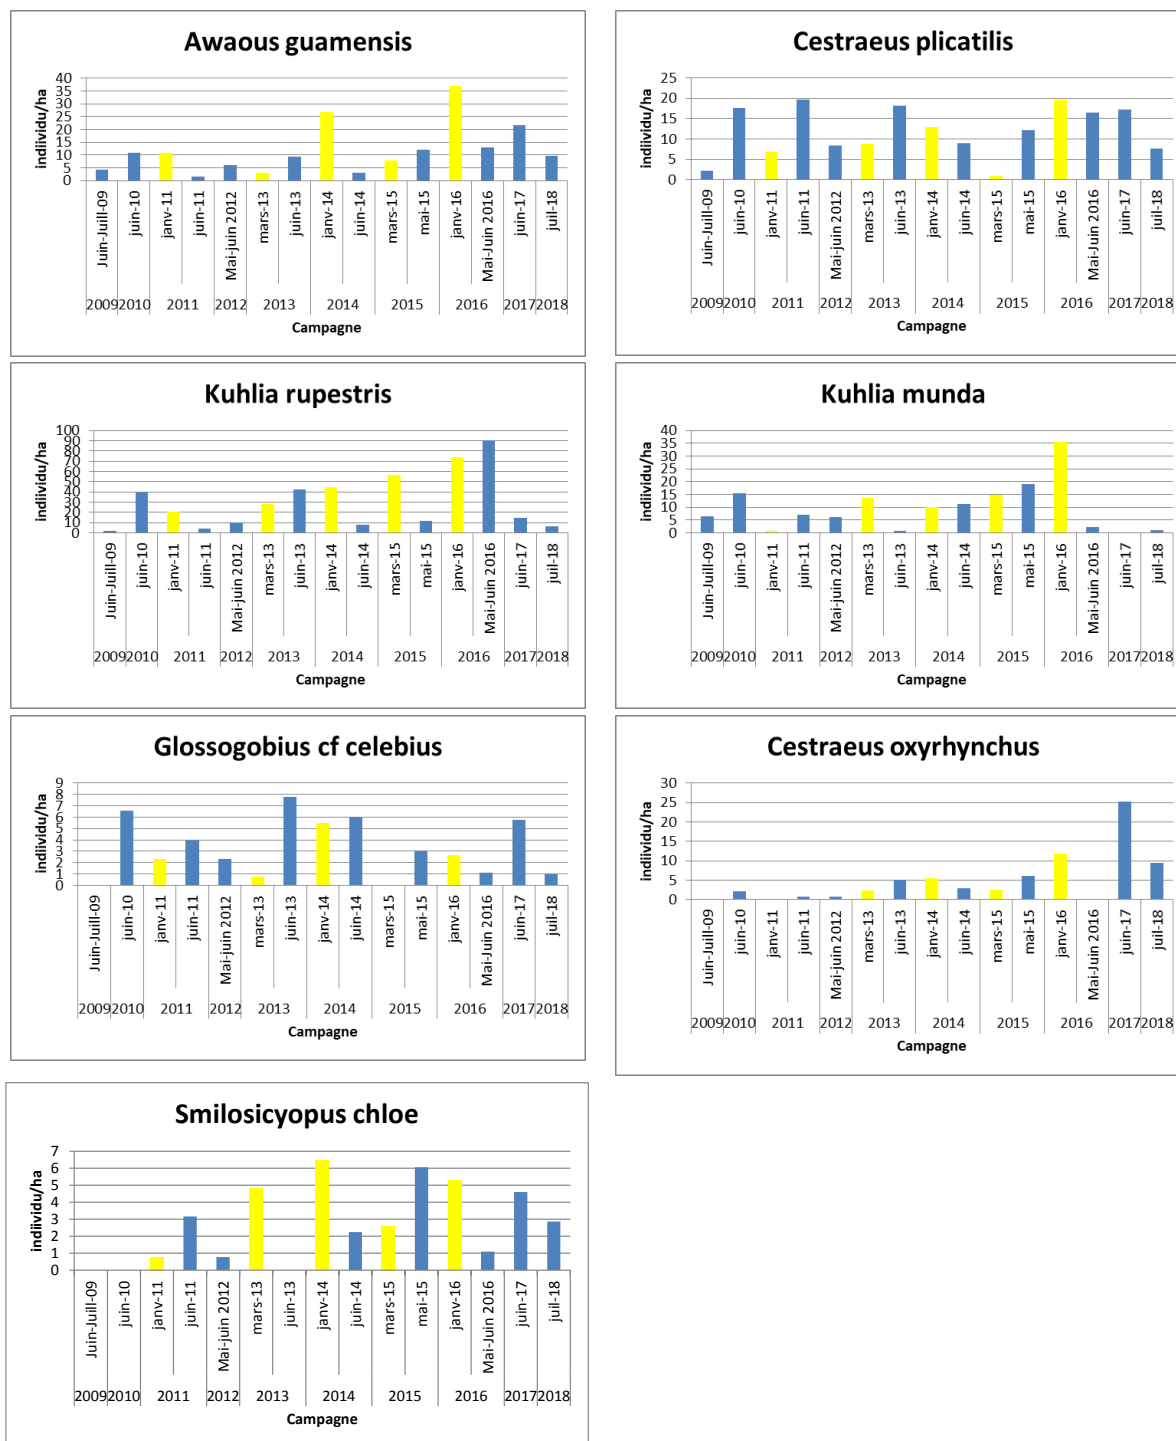 Awaous guamensis
indiividu/ha
40
35
30
25
20
15
10
5
0
Juin-Juill-09 juin-10 janv-11 juin-11 Mai-juin 2012 mars-13 juin-13 janv-14 juin-14 mars-15 mai-15 janv-16 Mai-Juin 2016 juin-17 juil-18
2009 2010 2011 2012 2013 2014 2015 2016 2017 2018
Campagne
Cestraeus plicatilis
indiividu/ha
25
20
15
10
5
0
Juin-Juill-09 juin-10 janv-11 juin-11 Mai-juin 2012 mars-13 juin-13 janv-14 juin-14 mars-15 mai-15 janv-16 Mai-Juin 2016 juin-17 juil-18
2009 2010 2011 2012 2013 2014 2015 2016 2017 2018
Campagne
Kuhlia rupestris
indiividu/ha
100
90
80
70
60
50
40
30
20
10
0
Juin-Juill-09 juin-10 janv-11 juin-11 Mai-juin 2012 mars-13 juin-13 janv-14 juin-14 mars-15 mai-15 janv-16 Mai-Juin 2016 juin-17 juil-18
2009 2010 2011 2012 2013 2014 2015 2016 2017 2018
Campagne
Kuhlia munda
indiividu/ha
40
35
30
25
20
15
10
5
0
Juin-Juill-09 juin-10 janv-11 juin-11 Mai-juin 2012 mars-13 juin-13 janv-14 juin-14 mars-15 mai-15 janv-16 Mai-Juin 2016 juin-17 juil-18
2009 2010 2011 2012 2013 2014 2015 2016 2017 2018
Campagne
Glossogobius cf celebius
indiividu/ha
9
8
7
6
5
4
3
2
1
0
Juin-Juill-09 juin-10 janv-11 juin-11 Mai-juin 2012 mars-13 juin-13 janv-14 juin-14 mars-15 mai-15 janv-16 Mai-Juin 2016 juin-17 juil-18
2009 2010 2011 2012 2013 2014 2015 2016 2017 2018
Campagne
Cestraeus oxyrhynchus
indiividu/ha
30
25
20
15
10
5
0
Juin-Juill-09 juin-10 janv-11 juin-11 Mai-juin 2012 mars-13 juin-13 janv-14 juin-14 mars-15 mai-15 janv-16 Mai-Juin 2016 juin-17 juil-18
2009 2010 2011 2012 2013 2014 2015 2016 2017 2018
Campagne
Smilosicyopus chloe
indiividu/ha
7
6
5
4
3
2
1
0
Juin-Juill-09 juin-10 janv-11 juin-11 Mai-juin 2012 mars-13 juin-13 janv-14 juin-14 mars-15 mai-15 janv-16 Mai-Juin 2016 juin-17 juil-18
2009 2010 2011 2012 2013 2014 2015 2016 2017 2018
Campagne